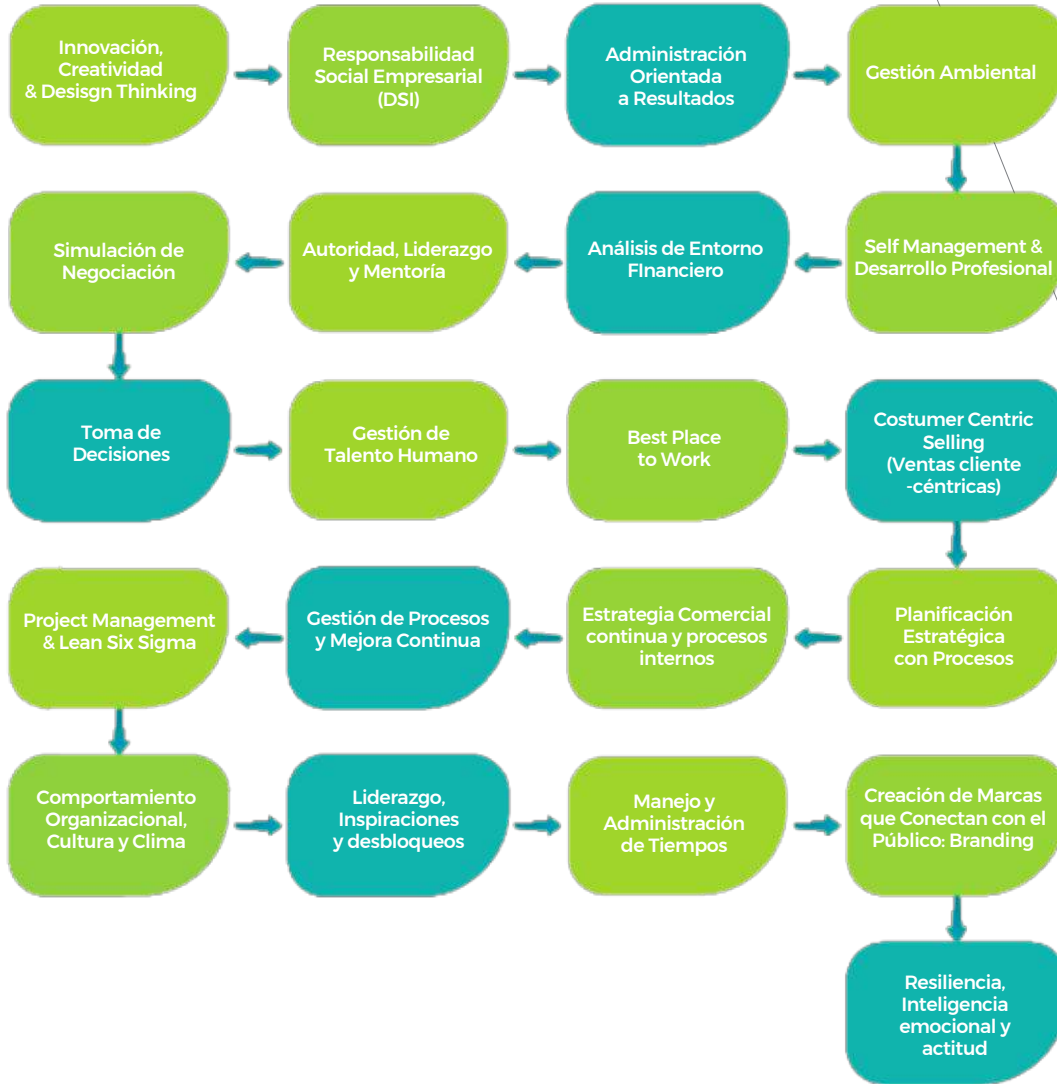 Innovación,
Creatividad
& Desisgn Thinking
Responsabilidad
Social Empresarial
(DSI)
Administración
Orientada
a Resultados
Gestión Ambiental
Self Management &
Desarrollo Profesional
Análisis de Entorno
FInanciero
Autoridad, Liderazgo
y Mentoría
Simulación de
Negociación
Toma de
Decisiones
Gestión de
Talento Humano
Best Place
to Work
Costumer Centric
Selling
(Ventas cliente
-céntricas)
Planificación
Estratégica
con Procesos
Estrategia Comercial
continua y procesos
internos
Gestión de Procesos
y Mejora Continua
Project Management
& Lean Six Sigma
Comportamiento
Organizacional,
Cultura y Clima
Liderazgo,
Inspiraciones
y desbloqueos
Manejo y
Administración
de Tiempos
Creación de Marcas
que Conectan con el
Público: Branding
Resiliencia,
Inteligencia
emocional y
actitud